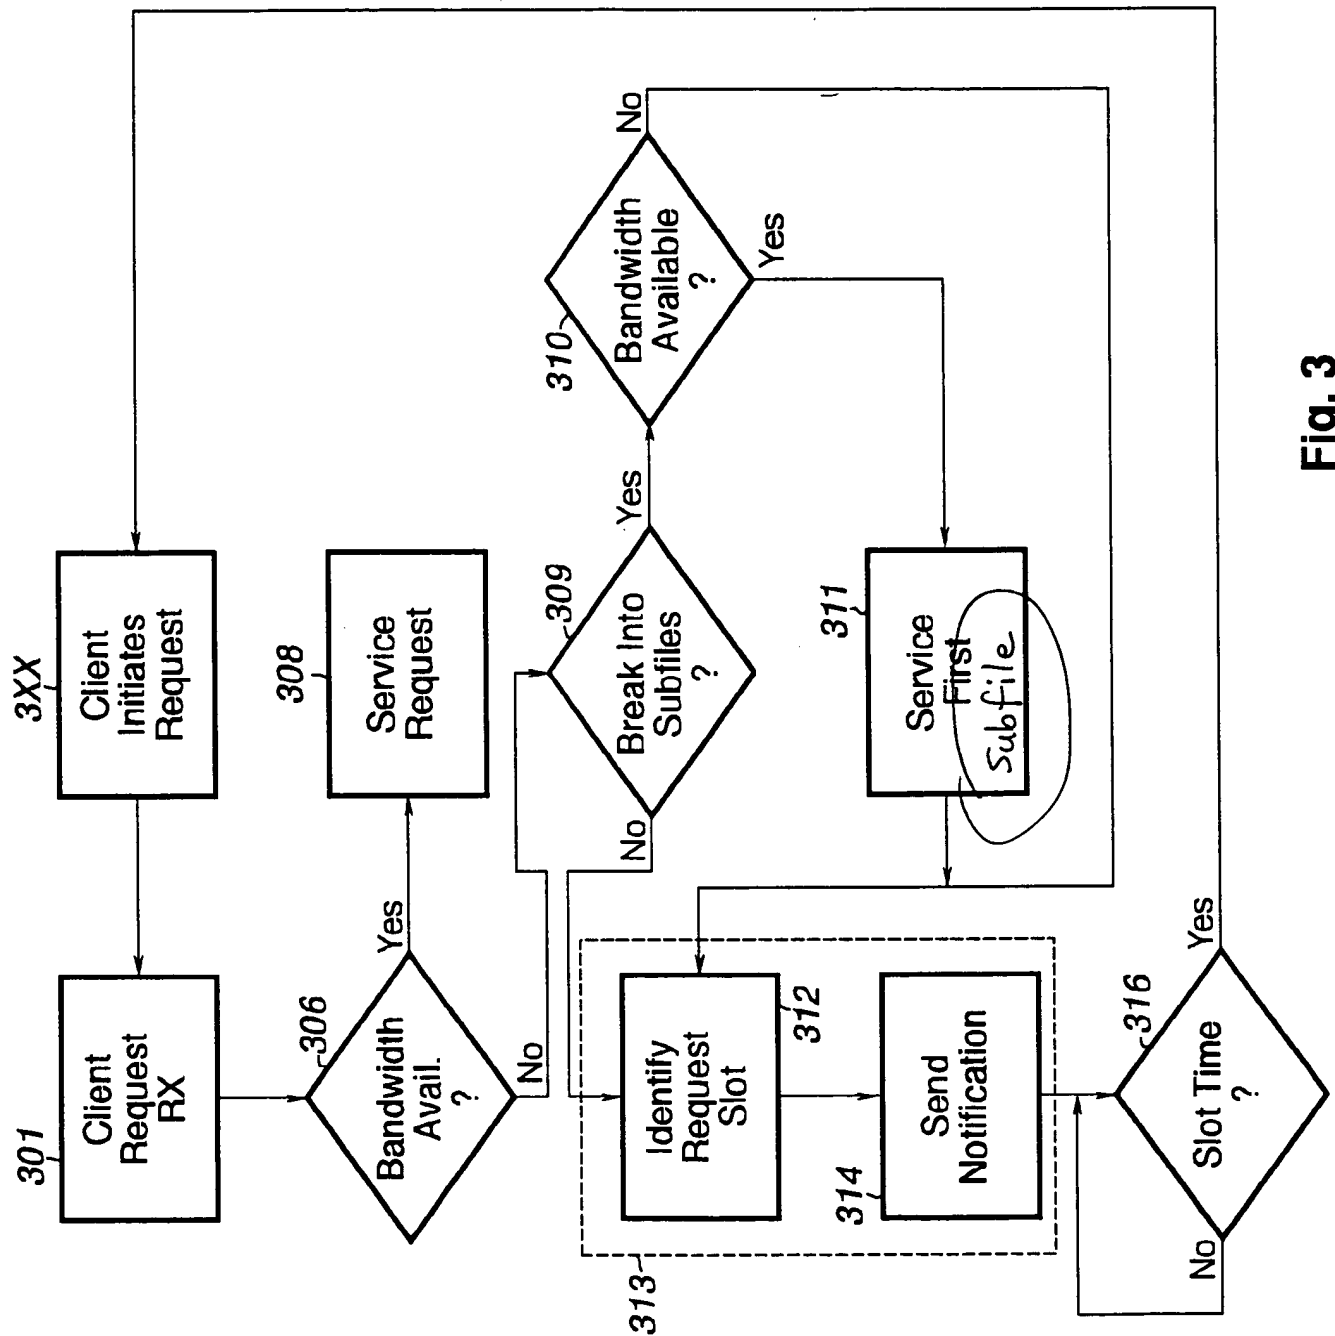 301
Client
Request
RX
3XX
Client
Initiates
Request
306
Bandwidth
Avail.
?
Yes
No
308
Service
Request
309
Break Into
Subfiles
?
Yes
No
310
Bandwidth
Available
?
No
Yes
311
Service
First
Subfile
313
Identify
Request
Slot
312
314
Send
Notification
316
Slot Time
?
Yes
No
Fig. 3